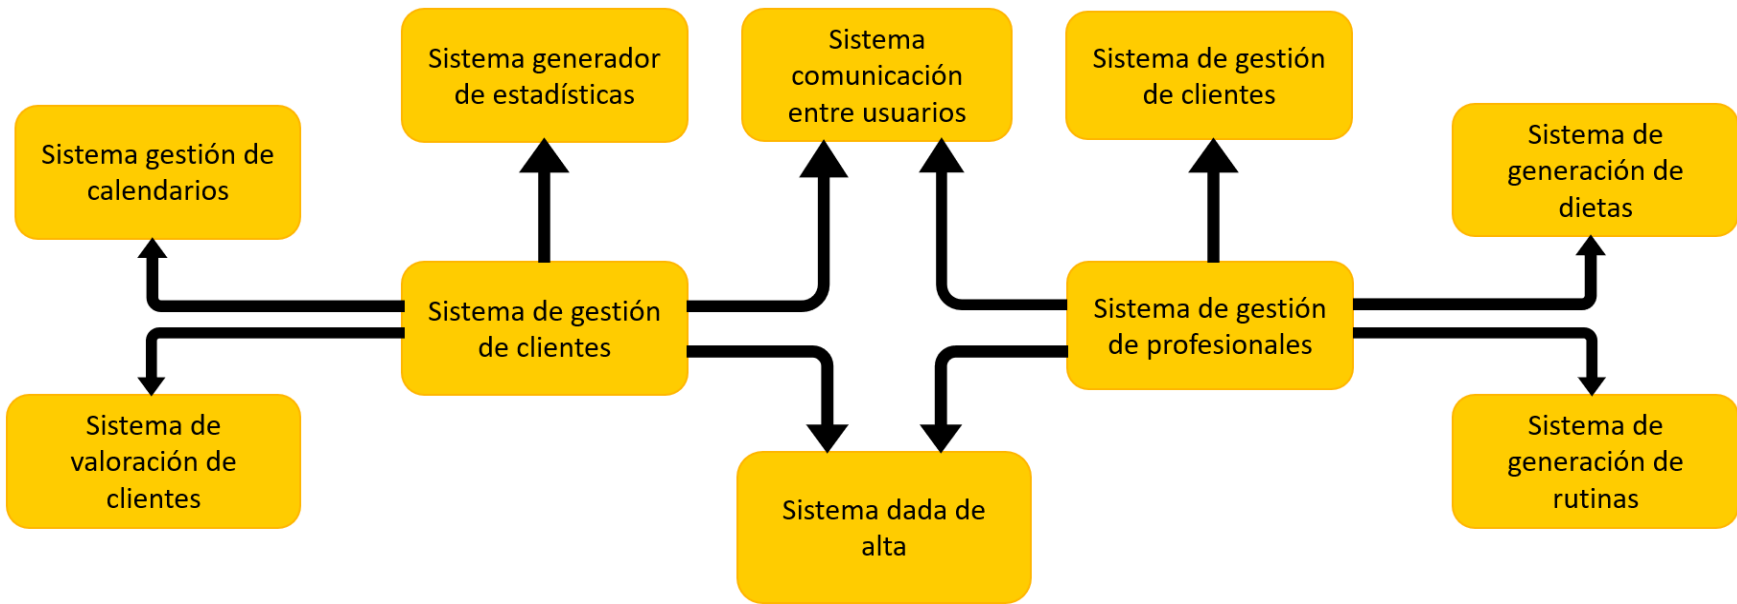 Sistema generador
de estadísticas
Sistema
comunicación
entre usuarios
Sistema de gestión
de clientes
Sistema gestión de
calendarios
Sistema de
generación de
dietas
Sistema de gestión
de clientes
Sistema de gestión
de profesionales
Sistema de
valoración de
clientes
Sistema dada de
alta
Sistema de
generación de
rutinas